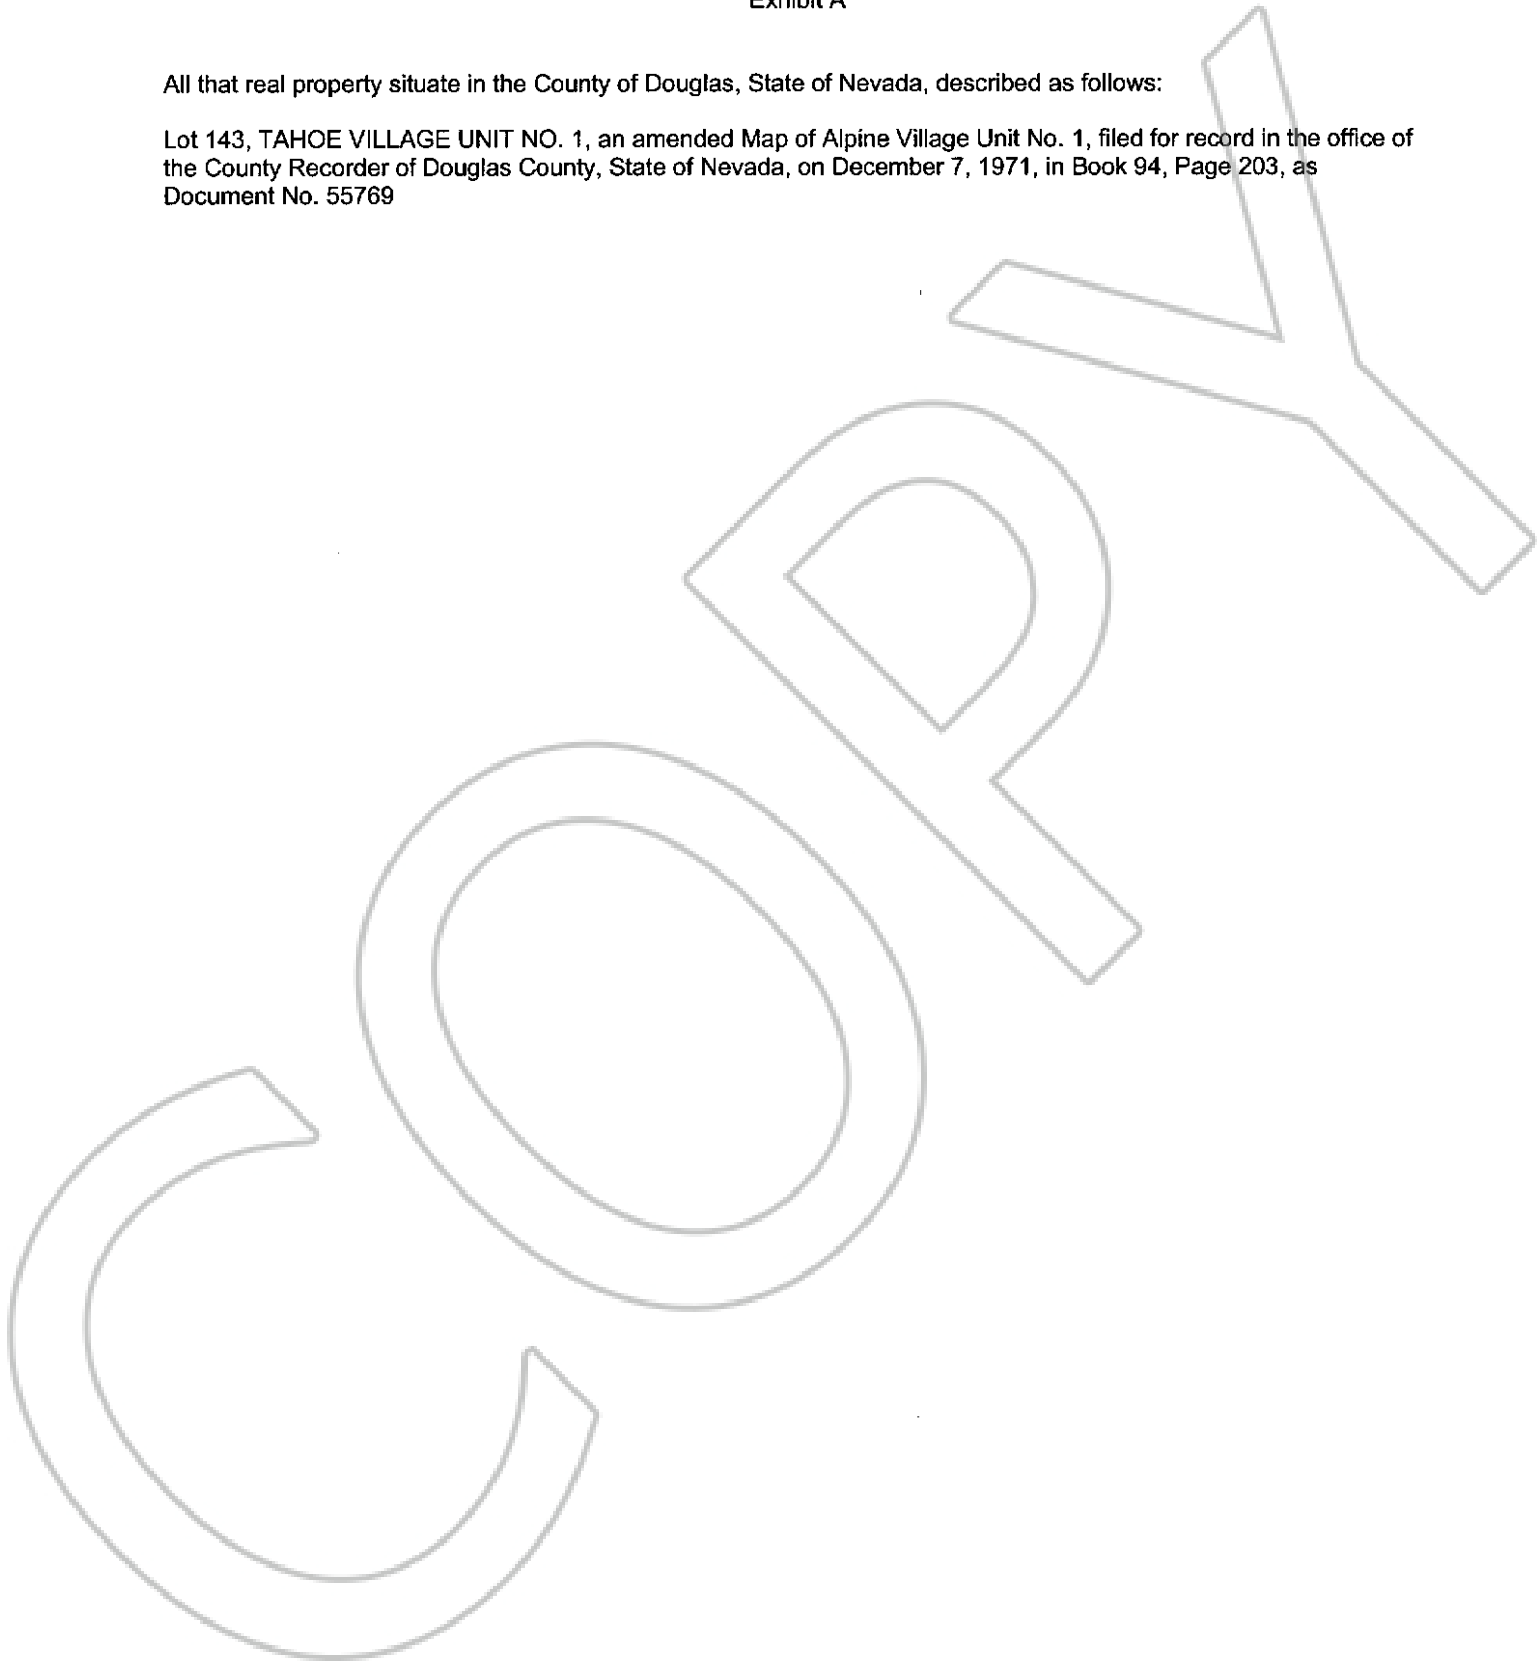 Exhibit A
All that real property situate in the County of Douglas, State of Nevada, described as follows:
Lot 143, TAHOE VILLAGE UNIT NO. 1, an amended Map of Alpine Village Unit No. 1, filed for record in the office of
the County Recorder of Douglas County, State of Nevada, on December 7, 1971, in Book 94, Page 203, as
Document No. 55769
COPY